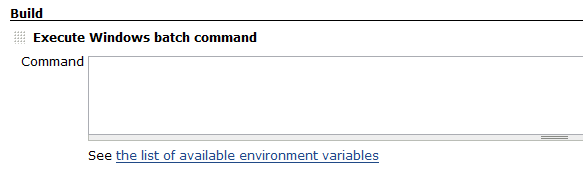 Build
Execute Windows batch command
Command
See the list of available environment variables